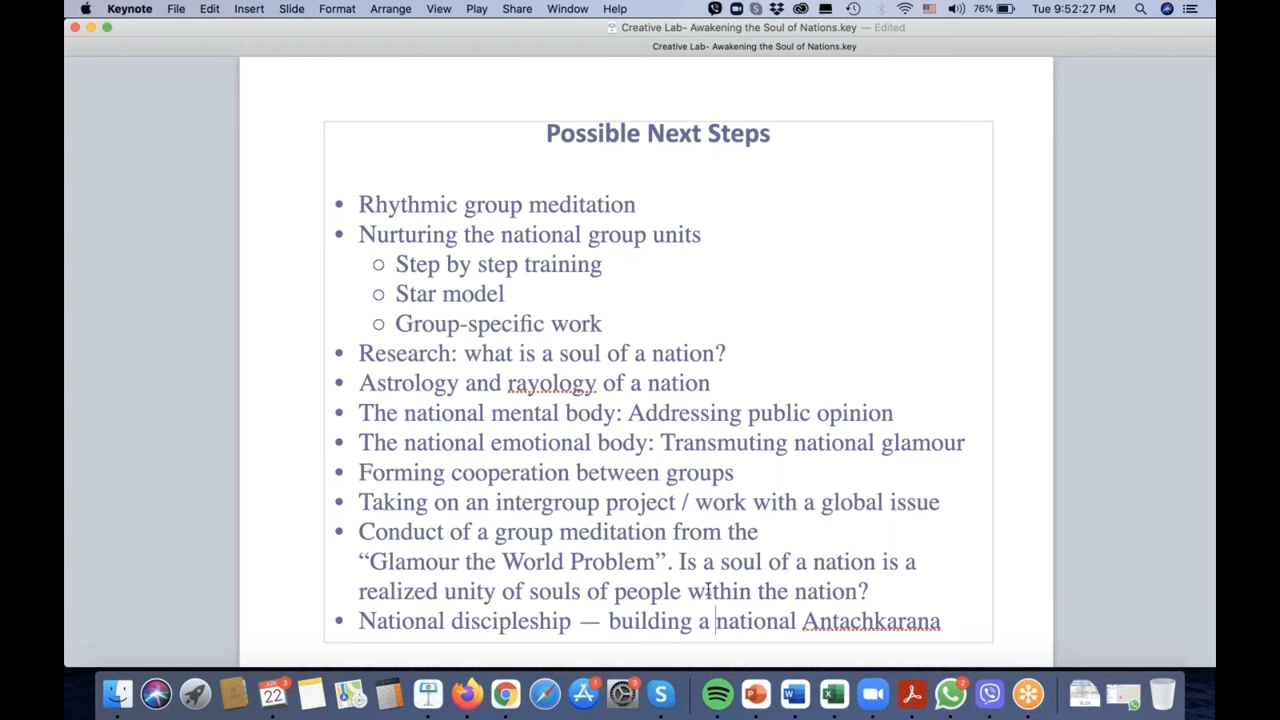 Keynote File Edit Insert Slide Format Arrange View Play Share Window Help 76% Tue 9:52:27 PM
Creative Lab- Awakening the Soul of Nations.key — Edited
Creative Lab- Awakening the Soul of Nations.key
Possible Next Steps
• Rhythmic group meditation
• Nurturing the national group units
○ Step by step training
○ Star model
○ Group-specific work
• Research: what is a soul of a nation?
• Astrology and rayology of a nation
• The national mental body: Addressing public opinion
• The national emotional body: Transmuting national glamour
• Forming cooperation between groups
• Taking on an intergroup project / work with a global issue
• Conduct of a group meditation from the
“Glamour the World Problem”. Is a soul of a nation is a
realized unity of souls of people within the nation?
• National discipleship — building a national Antachkarana